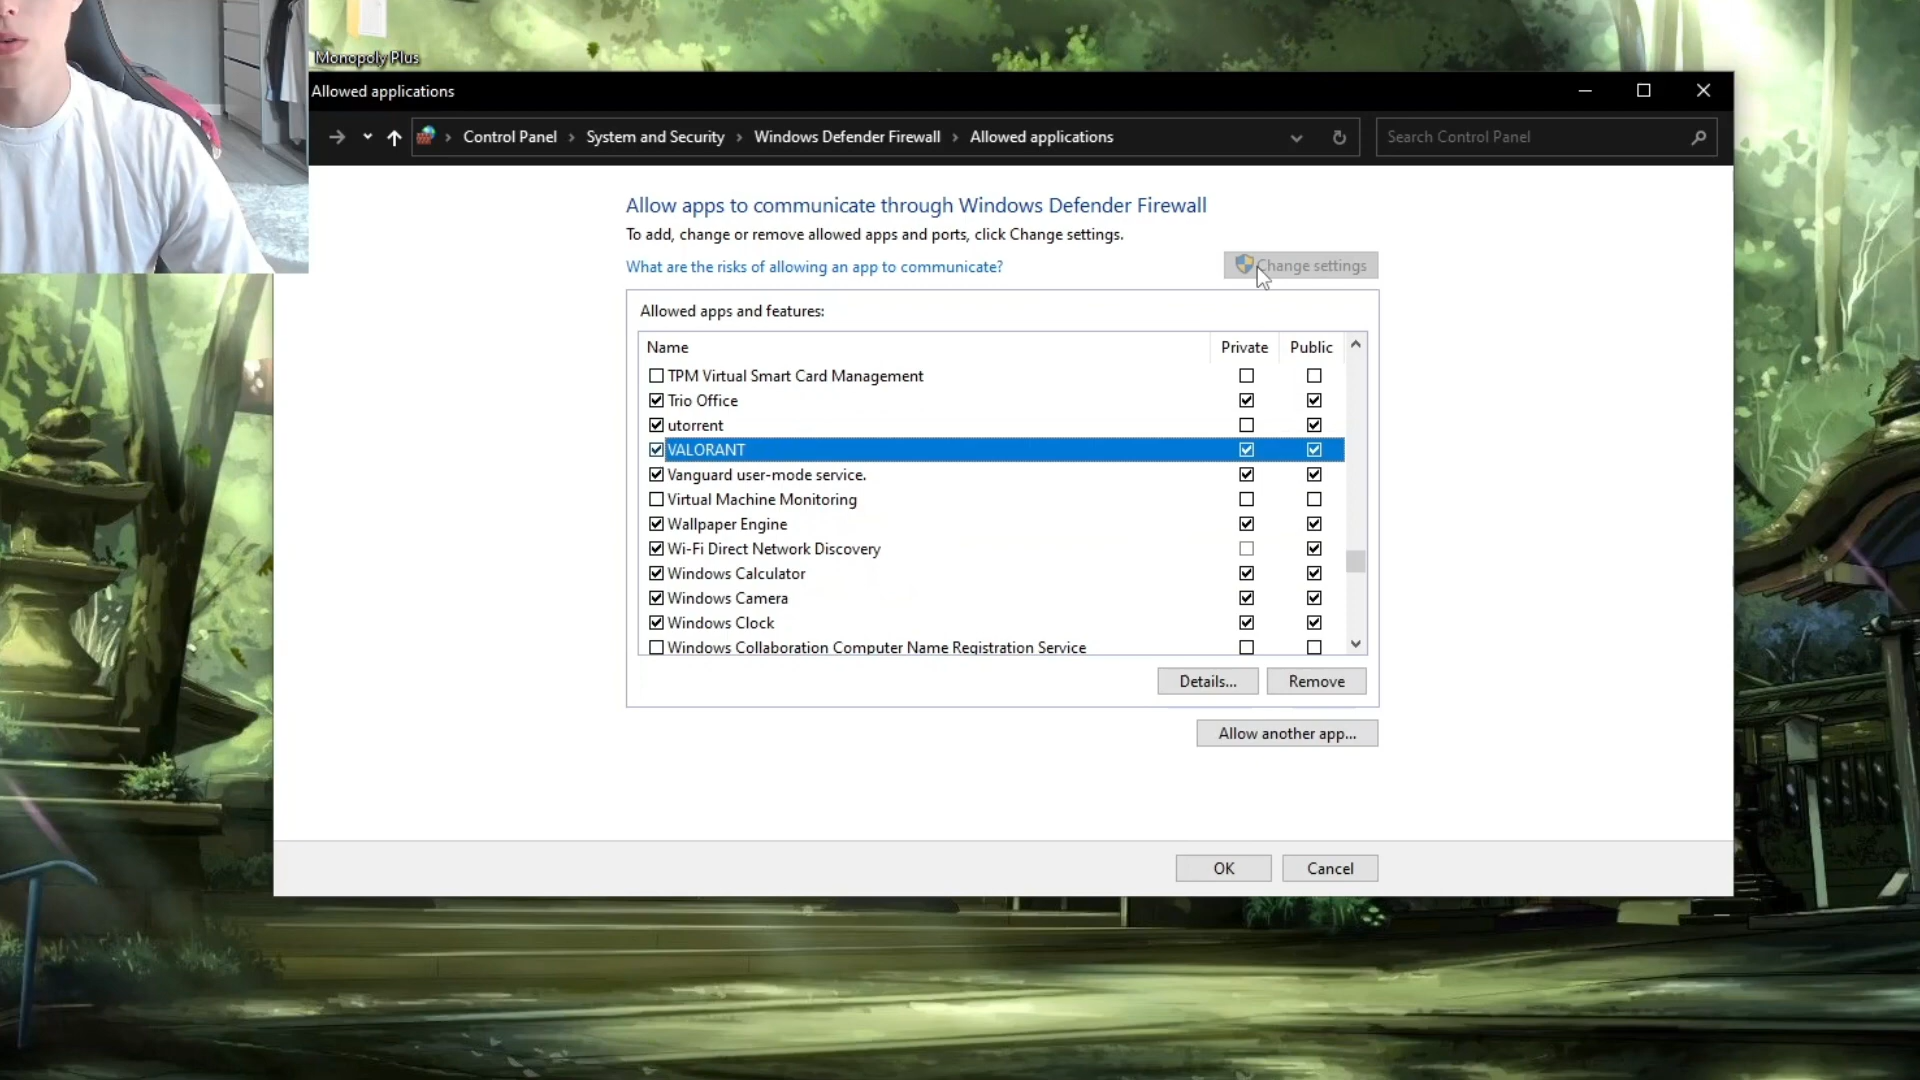 Monopoly Plus
Allowed applications
Control Panel System and Security Windows Defender Firewall Allowed applications
Search Control Panel
Allow apps to communicate through Windows Defender Firewall
To add, change or remove allowed apps and ports, click Change settings.
What are the risks of allowing an app to communicate?
Change settings
Allowed apps and features:
Name Private Public
TPM Virtual Smart Card Management
Trio Office
utorrent
VALORANT
Vanguard user-mode service.
Virtual Machine Monitoring
Wallpaper Engine
Wi-Fi Direct Network Discovery
Windows Calculator
Windows Camera
Windows Clock
Windows Collaboration Computer Name Registration Service
Details... Remove
Allow another app...
OK Cancel